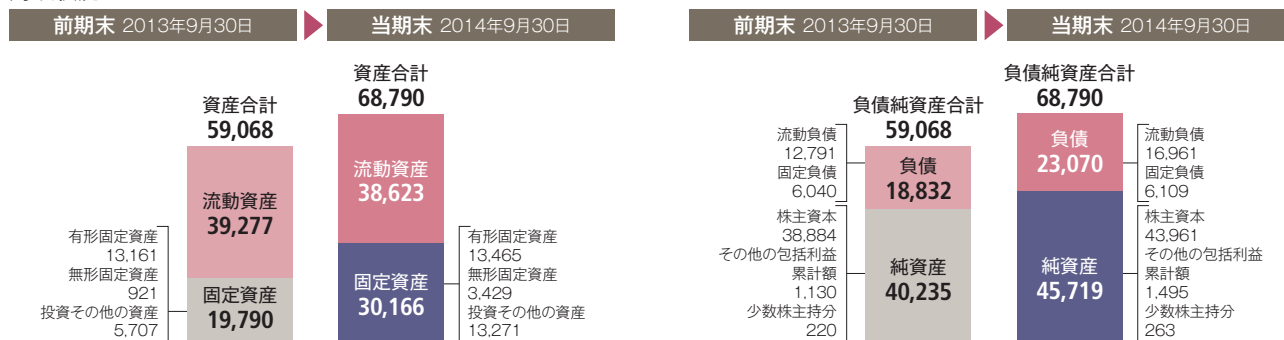 前期末 2013年9月30日
当期末 2014年9月30日
資産合計
59,068
流動資産
39,277
固定資産
19,790
有形固定資産
13,161
無形固定資産
921
投資その他の資産
5,707
資産合計
68,790
流動資産
38,623
固定資産
30,166
有形固定資産
13,465
無形固定資産
3,429
投資その他の資産
13,271
前期末 2013年9月30日
当期末 2014年9月30日
負債純資産合計
59,068
流動負債
12,791
固定負債
6,040
負債
18,832
株主資本
38,884
その他の包括利益
累計額
1,130
少数株主持分
220
純資産
40,235
負債純資産合計
68,790
負債
23,070
流動負債
16,961
固定負債
6,109
純資産
45,719
株主資本
43,961
その他の包括利益
累計額
1,495
少数株主持分
263